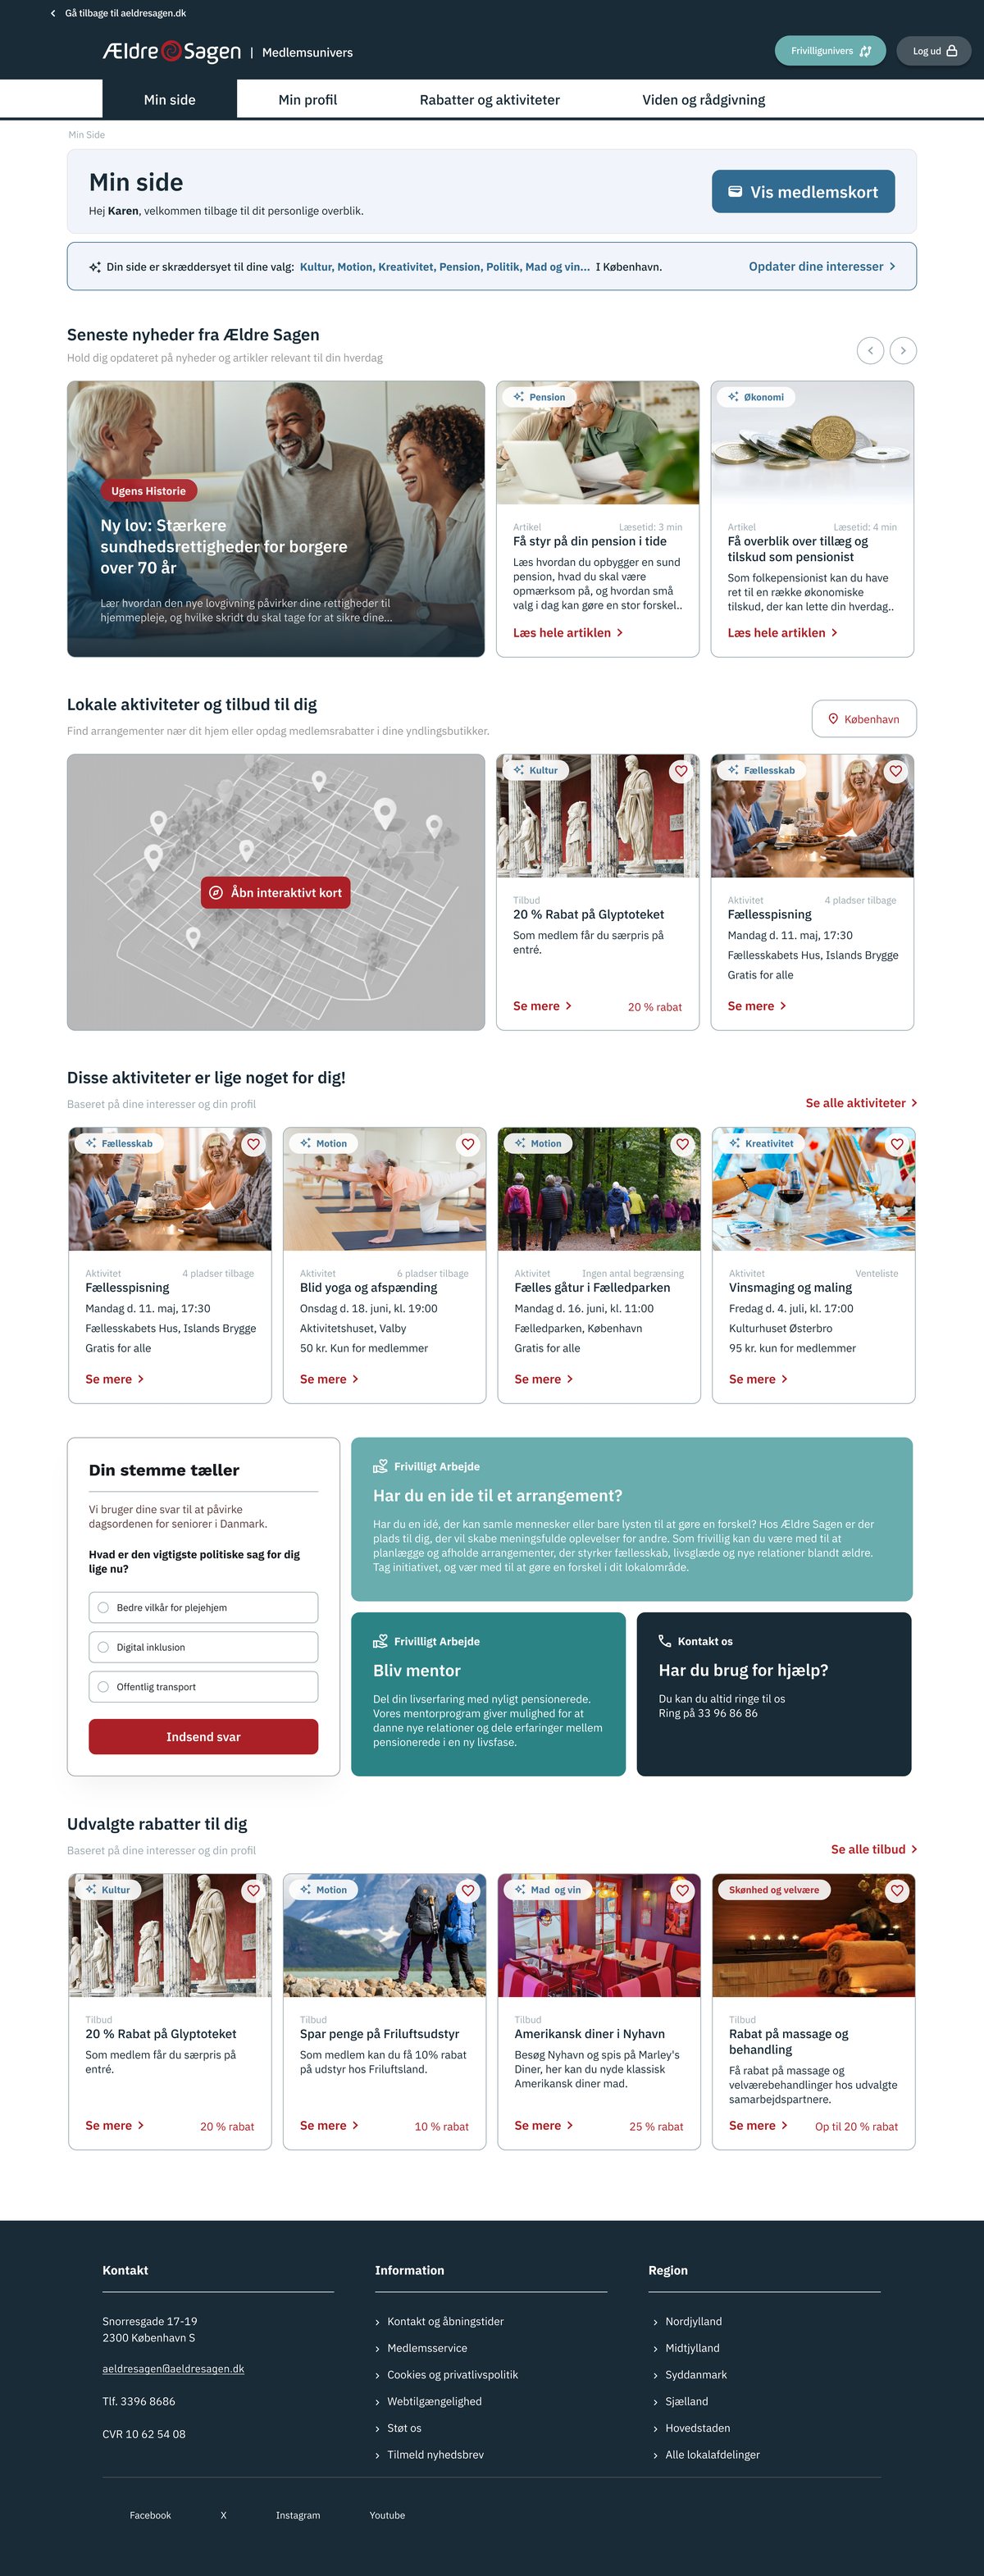 Gå tilbage til aeldresagen.dk
Ældre Sagen | Medlemsunivers
Frivilligunivers
Log ud
Min side
Min profil
Rabatter og aktiviteter
Viden og rådgivning
Min Side
Min side
Hej Karen, velkommen tilbage til dit personlige overblik.
Vis medlemskort
Din side er skræddersyet til dine valg: Kultur, Motion, Kreativitet, Pension, Politik, Mad og vin... I København.
Opdater dine interesser
Seneste nyheder fra Ældre Sagen
Hold dig opdateret på nyheder og artikler relevant til din hverdag
Ugens Historie
Ny lov: Stærkere
sundhedsrettigheder for borgere
over 70 år
Lær hvordan den nye lovgivning påvirker dine rettigheder til
hjemmepleje, og hvilke skridt du skal tage for at sikre dine...
Pension
Artikel
Læsetid: 3 min
Få styr på din pension i tide
Læs hvordan du opbygger en sund
pension, hvad du skal være
opmærksom på, og hvordan små
valg i dag kan gøre en stor forskel..
Læs hele artiklen
Økonomi
Artikel
Læsetid: 4 min
Få overblik over tillæg og
tilskud som pensionist
Som folkepensionist kan du have
ret til en række økonomiske
tilskud, der kan lette din hverdag..
Læs hele artiklen
Lokale aktiviteter og tilbud til dig
Find arrangementer nær dit hjem eller opdag medlemsrabatter i dine yndlingsbutikker.
København
Åbn interaktivt kort
Kultur
Tilbud
20 % Rabat på Glyptoteket
Som medlem får du særpris på
entré.
Se mere
20 % rabat
Fællesskab
Aktivitet
4 pladser tilbage
Fællesspisning
Mandag d. 11. maj, 17:30
Fællesskabets Hus, Islands Brygge
Gratis for alle
Se mere
Disse aktiviteter er lige noget for dig!
Baseret på dine interesser og din profil
Se alle aktiviteter
Fællesskab
Aktivitet
4 pladser tilbage
Fællesspisning
Mandag d. 11. maj, 17:30
Fællesskabets Hus, Islands Brygge
Gratis for alle
Se mere
Motion
Aktivitet
6 pladser tilbage
Blid yoga og afspænding
Onsdag d. 18. juni, kl. 19:00
Aktivitetshuset, Valby
50 kr. Kun for medlemmer
Se mere
Motion
Aktivitet
Ingen antal begrænsing
Fælles gåtur i Fælledparken
Mandag d. 16. juni, kl. 11:00
Fælledparken, København
Gratis for alle
Se mere
Kreativitet
Aktivitet
Venteliste
Vinsmaging og maling
Fredag d. 4. juli, kl. 17:00
Kulturhuset Østerbro
95 kr. kun for medlemmer
Se mere
Din stemme tæller
Vi bruger dine svar til at påvirke
dagsordenen for seniorer i Danmark.
Hvad er den vigtigste politiske sag for dig
lige nu?
Bedre vilkår for plejehjem
Digital inklusion
Offentlig transport
Indsend svar
Frivilligt Arbejde
Har du en ide til et arrangement?
Har du en idé, der kan samle mennesker eller bare lysten til at gøre en forskel? Hos Ældre Sagen er der
plads til dig, der vil skabe meningsfulde oplevelser for andre. Som frivillig kan du være med til at
planlægge og afholde arrangementer, der styrker fællesskab, livsglæde og nye relationer blandt ældre.
Tag initiativet, og vær med til at gøre en forskel i dit lokalområde.
Frivilligt Arbejde
Bliv mentor
Del din livserfaring med nyligt pensionerede.
Vores mentorprogram giver mulighed for at
danne nye relationer og dele erfaringer mellem
pensionerede i en ny livsfase.
Kontakt os
Har du brug for hjælp?
Du kan du altid ringe til os
Ring på 33 96 86 86
Udvalgte rabatter til dig
Baseret på dine interesser og din profil
Se alle tilbud
Kultur
Tilbud
20 % Rabat på Glyptoteket
Som medlem får du særpris på
entré.
Se mere
20 % rabat
Motion
Tilbud
Spar penge på Friluftsudstyr
Som medlem kan du få 10% rabat
på udstyr hos Friluftsland.
Se mere
10 % rabat
Mad og vin
Tilbud
Amerikansk diner i Nyhavn
Besøg Nyhavn og spis på Marley's
Diner, her kan du nyde klassisk
Amerikansk diner mad.
Se mere
25 % rabat
Skønhed og velvære
Tilbud
Rabat på massage og
behandling
Få rabat på massage og
velværebehandlinger hos udvalgte
samarbejdspartnere.
Se mere
Op til 20 % rabat
Kontakt
Snorresgade 17-19
2300 København S
aeldresagen@aeldresagen.dk
Tlf. 3396 8686
CVR 10 62 54 08
Information
Kontakt og åbningstider
Medlemsservice
Cookies og privatlivspolitik
Webtilgængelighed
Støt os
Tilmeld nyhedsbrev
Region
Nordjylland
Midtjylland
Syddanmark
Sjælland
Hovedstaden
Alle lokalafdelinger
Facebook
X
Instagram
Youtube